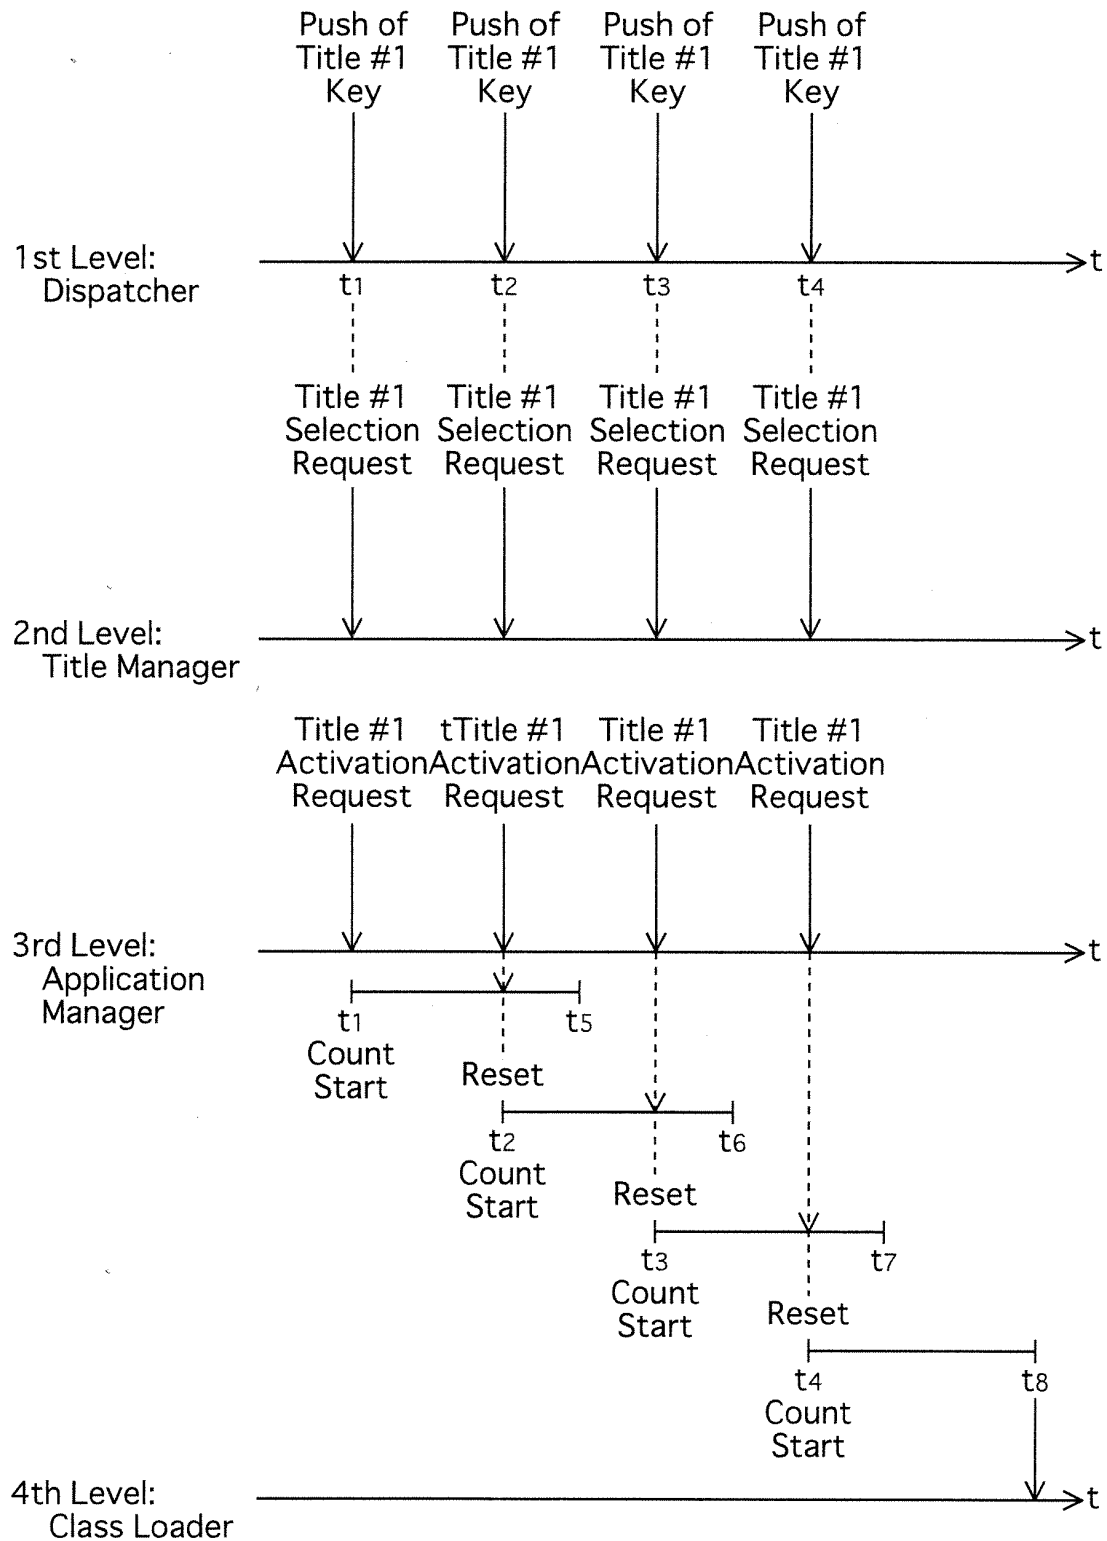 Push of Push of Push of Push of
Title #1 Title #1 Title #1 Title #1
Key Key Key Key
1st Level: t
Dispatcher t1 t2 t3 t4
Title #1 Title #1 Title #1 Title #1
Selection Selection Selection Selection
Request Request Request Request
2nd Level: t
Title Manager
Title #1 tTitle #1 Title #1 Title #1
ActivationActivationActivationActivation
Request Request Request Request
3rd Level: t
Application
Manager t1 t5
Count
Start Reset
t2 t6
Count
Start Reset
t3 t7
Count
Start Reset
t4 t8
Count
Start
4th Level: t
Class Loader